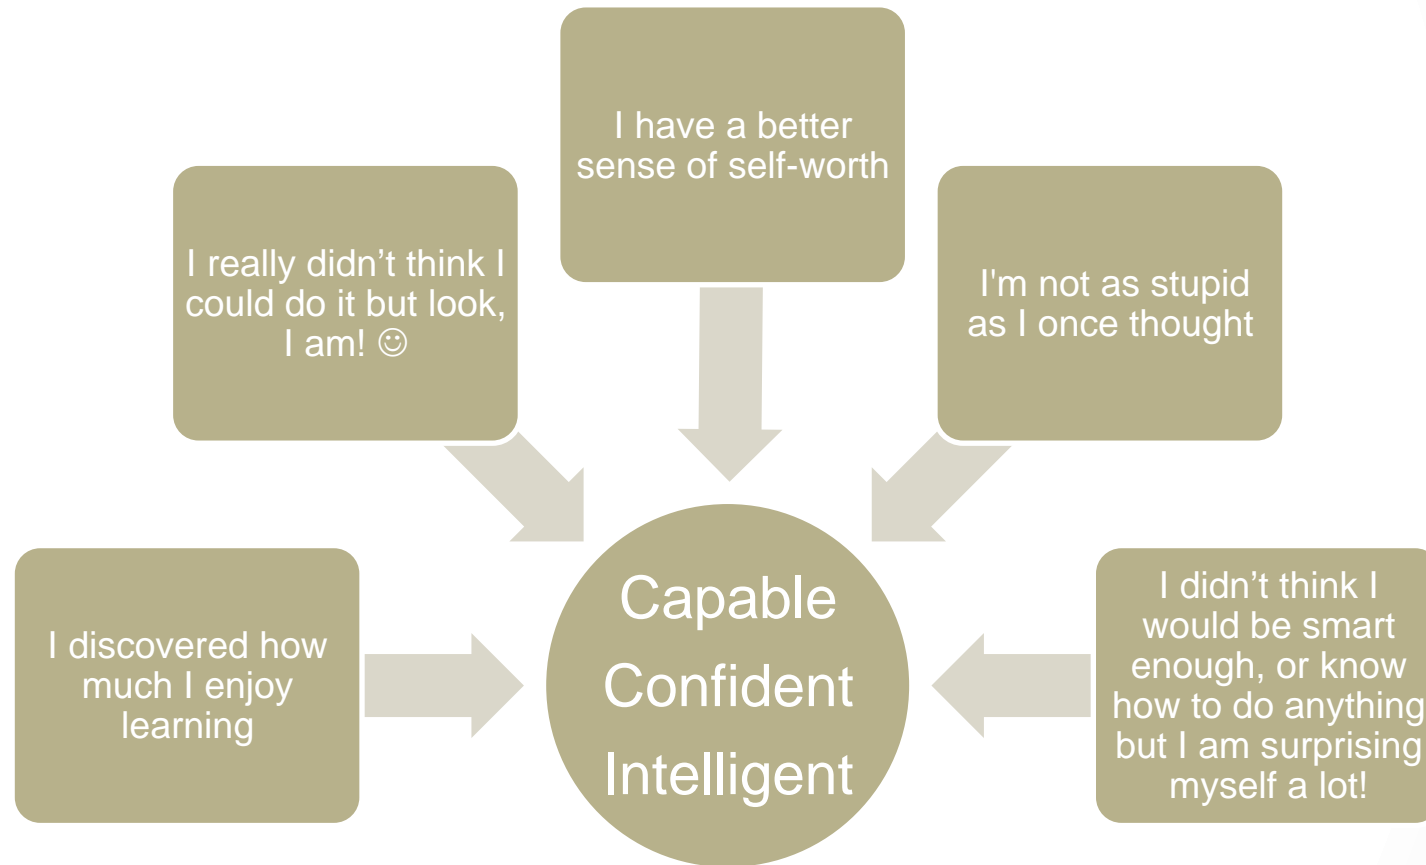 I have a better
sense of self-worth
I really didn’t think I
could do it but look,
I am! ☺
I'm not as stupid
as I once thought
I discovered how
much I enjoy
learning
Capable
Confident
Intelligent
I didn’t think I
would be smart
enough, or know
how to do anything
but I am surprising
myself a lot!